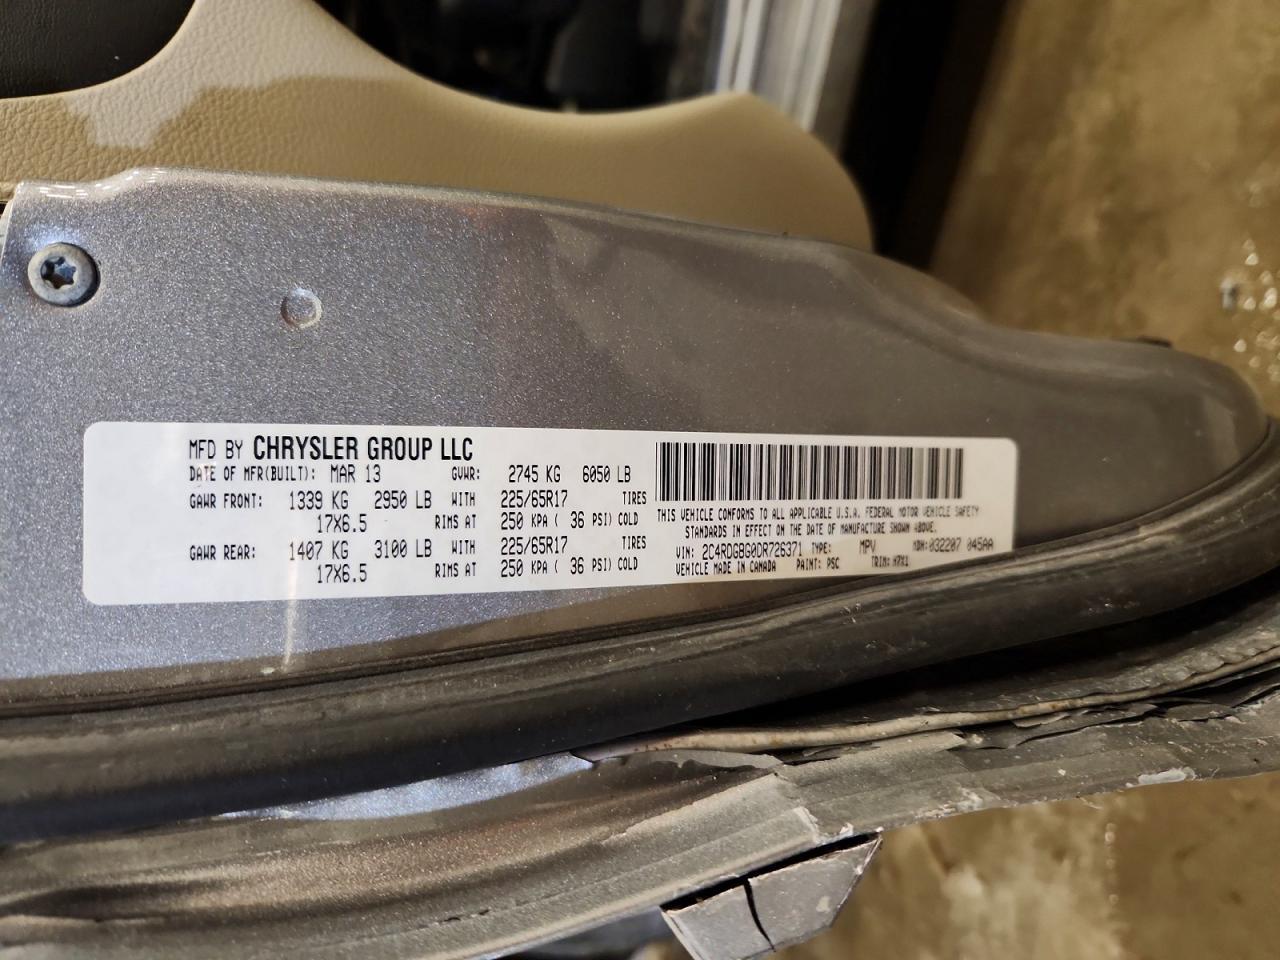 MFD BY CHRYSLER GROUP LLC
DATE OF MFR(BUILT): MAR 13 GVWR: 2745 KG 6050 LB
GAWR FRONT: 1339 KG 2950 LB WITH 225/65R17 TIRES
17X6.5 RIMS AT 250 KPA ( 36 PSI) COLD
GAWR REAR: 1407 KG 3100 LB WITH 225/65R17 TIRES
17X6.5 RIMS AT 250 KPA ( 36 PSI) COLD
THIS VEHICLE CONFORMS TO ALL APPLICABLE U.S.A. FEDERAL MOTOR VEHICLE SAFETY
STANDARDS IN EFFECT ON THE DATE OF MANUFACTURE SHOWN ABOVE.
VIN: 2C4RDGBG0DR726371 TYPE: MPV MDH: 032207 045AA
VEHICLE MADE IN CANADA PAINT: PSC TRIM: